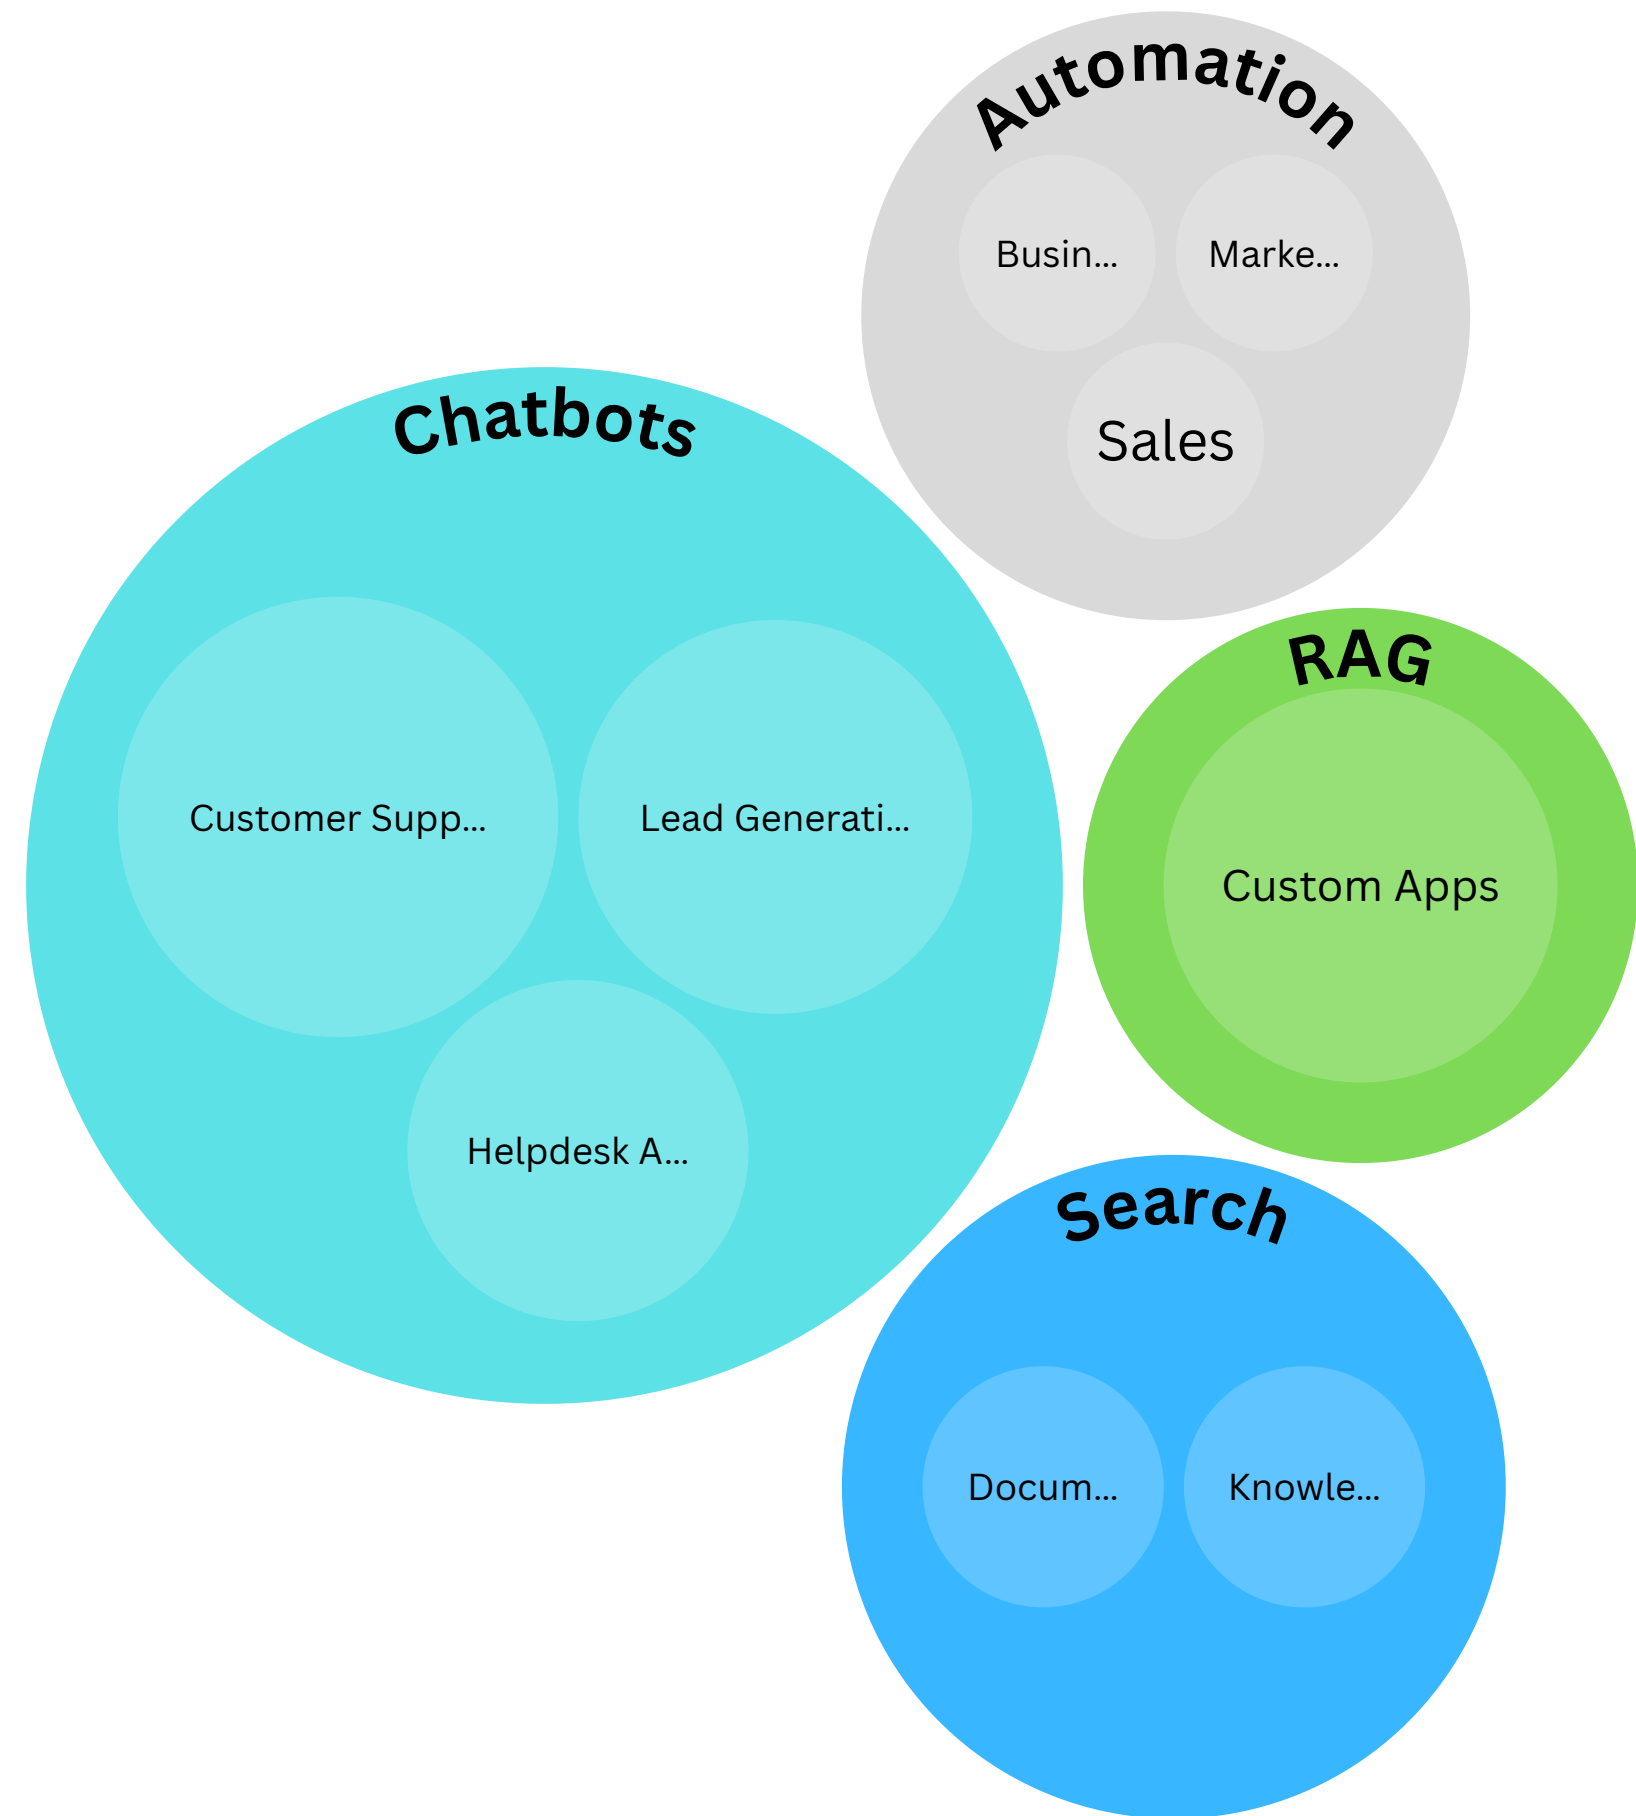 Automation
Busin...
Marke...
Sales
Chatbots
Customer Supp...
Lead Generati...
Helpdesk A...
RAG
Custom Apps
Search
Docum...
Knowle...